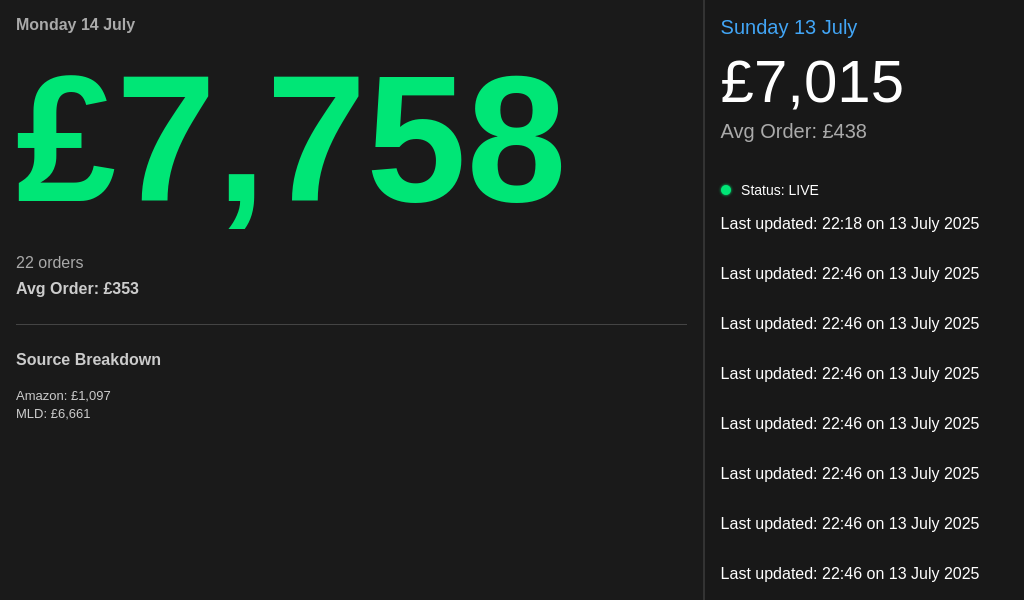 Monday 14 July
£7,758
22 orders
Avg Order: £353
Source Breakdown
Amazon: £1,097
MLD: £6,661
Sunday 13 July
£7,015
Avg Order: £438
Status: LIVE
Last updated: 22:18 on 13 July 2025
Last updated: 22:46 on 13 July 2025
Last updated: 22:46 on 13 July 2025
Last updated: 22:46 on 13 July 2025
Last updated: 22:46 on 13 July 2025
Last updated: 22:46 on 13 July 2025
Last updated: 22:46 on 13 July 2025
Last updated: 22:46 on 13 July 2025